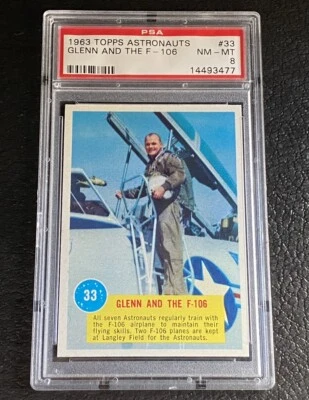 PSA
1963 TOPPS ASTRONAUTS #33
GLENN AND THE F-106 NM-MT
8
14493477
33
GLENN AND THE F-106
All seven Astronauts regularly train with
the F-106 airplane to maintain their
flying skills. Two F-106 planes are kept
at Langley Field for the Astronauts.